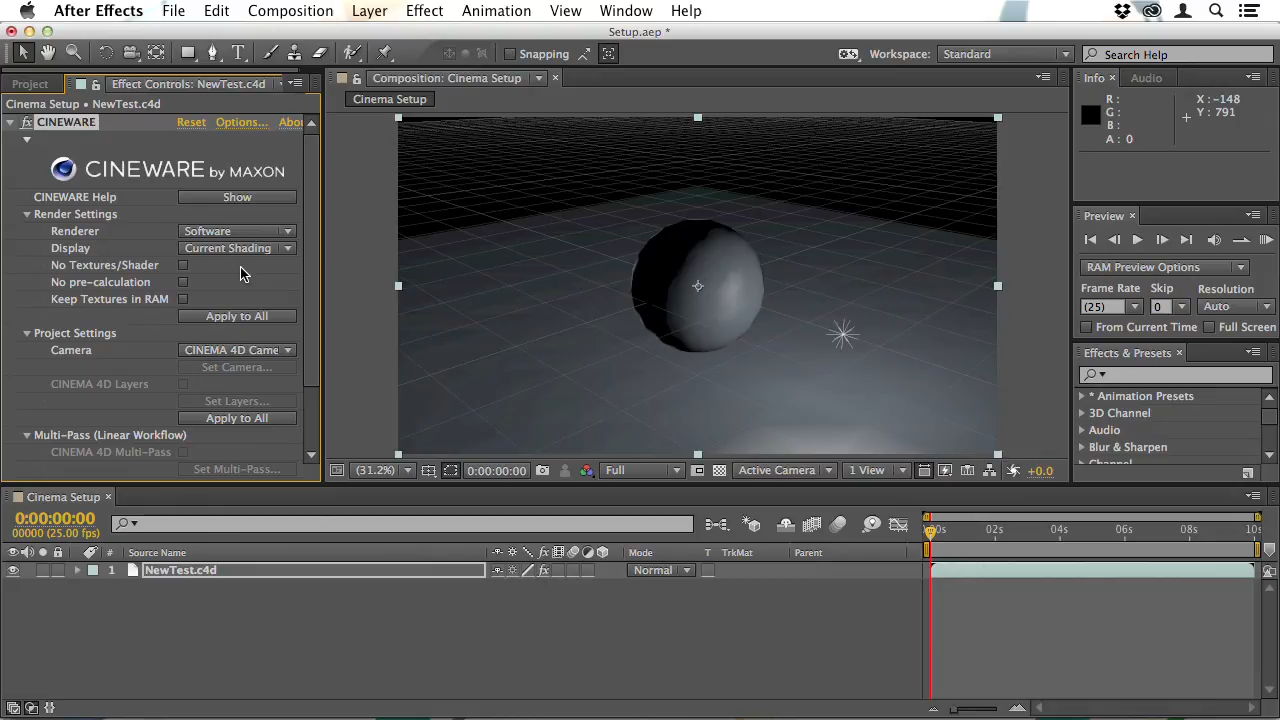 After Effects File Edit Composition Layer Effect Animation View Window Help
Setup.aep *
Snapping Workspace: Standard Search Help
Project Effect Controls: NewTest.c4d Composition: Cinema Setup Info Audio
Cinema Setup • NewTest.c4d
Cinema Setup
R: X : -148
G: Y : 791
B:
A : 0
fx CINEWARE Reset Options... Abou
CINEWARE by MAXON
CINEWARE Help Show
Render Settings
Renderer Software
Display Current Shading
No Textures/Shader
No pre-calculation
Keep Textures in RAM
Apply to All
Project Settings
Camera CINEMA 4D Came
Set Camera...
CINEMA 4D Layers
Set Layers...
Apply to All
Multi-Pass (Linear Workflow)
CINEMA 4D Multi-Pass
Set Multi-Pass...
Preview
RAM Preview Options
Frame Rate Skip Resolution
(25) 0 Auto
From Current Time Full Screen
Effects & Presets
* Animation Presets
3D Channel
Audio
Blur & Sharpen
Channel
(31.2%) 0:00:00:00 Full Active Camera 1 View +0.0
Cinema Setup
0:00:00:00
00000 (25.00 fps)
00s 02s 04s 06s 08s 10s
# Source Name fx Mode T TrkMat Parent
1 NewTest.c4d fx Normal